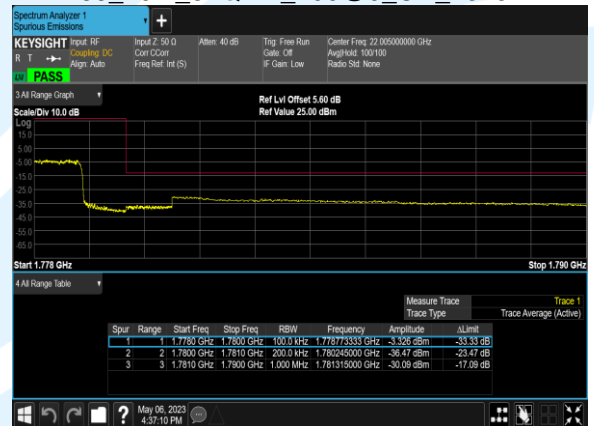 Spectrum Analyzer 1
Spurious Emissions
KEYSIGHT Input: RF Input Z: 50 Ω Atten: 40 dB Trig: Free Run Center Freq: 22.005000000 GHz
R T Coupling: DC Corr CCorr Gate: Off Avg|Hold: 100/100
Align: Auto Freq Ref: Int (S) IF Gain: Low Radio Std: None
LV PASS
3 All Range Graph
Ref Lvl Offset 5.60 dB
Scale/Div 10.0 dB Ref Value 25.00 dBm
Log
15.0
5.00
-5.00
-15.0
-25.0
-35.0
-45.0
-55.0
-65.0
Start 1.778 GHz Stop 1.790 GHz
4 All Range Table
Measure Trace Trace 1
Trace Type Trace Average (Active)
Spur Range Start Freq Stop Freq RBW Frequency Amplitude ΔLimit
1 1 1.7780 GHz 1.7800 GHz 100.0 kHz 1.778773333 GHz -3.326 dBm -33.33 dB
2 2 1.7800 GHz 1.7810 GHz 200.0 kHz 1.780245000 GHz -36.47 dBm -23.47 dB
3 3 1.7810 GHz 1.7900 GHz 1.000 MHz 1.781315000 GHz -30.09 dBm -17.09 dB
May 06, 2023
4:37:10 PM